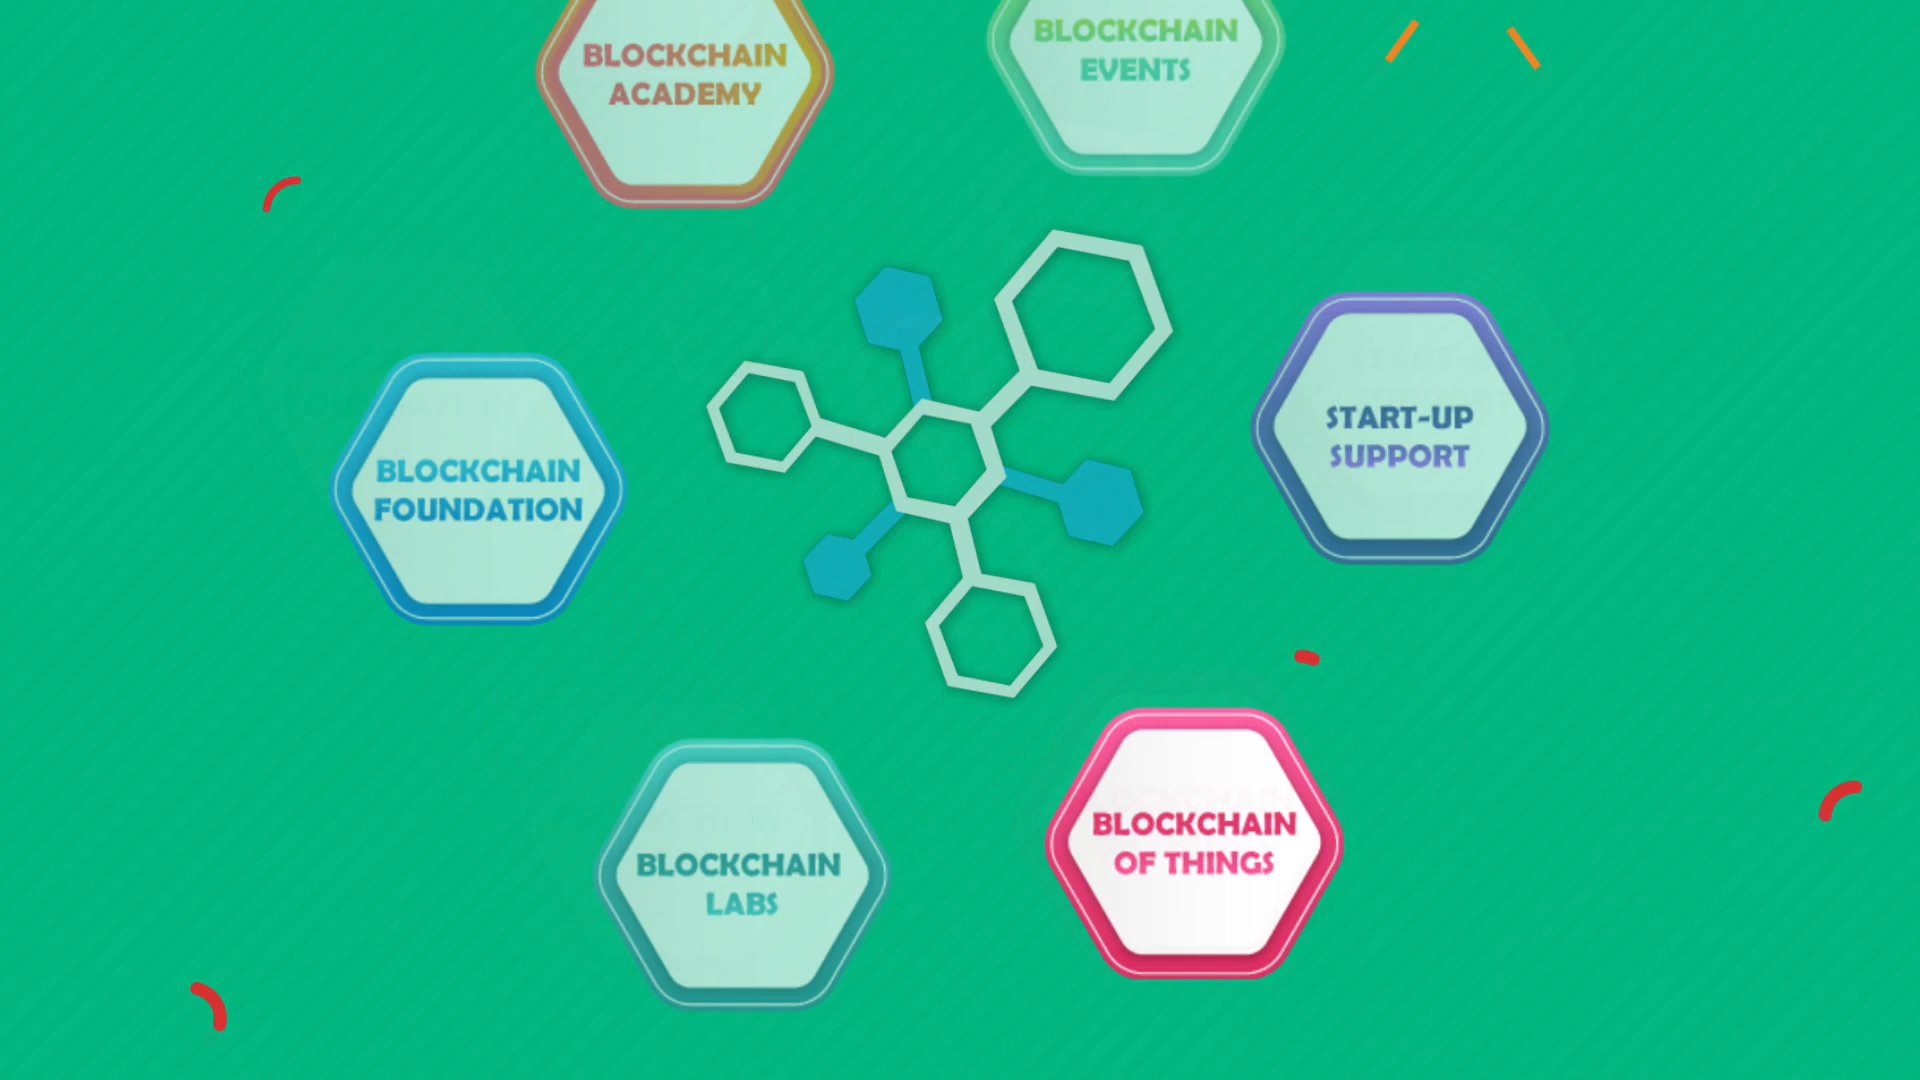 BLOCKCHAIN
ACADEMY
BLOCKCHAIN
EVENTS
BLOCKCHAIN
FOUNDATION
START-UP
SUPPORT
BLOCKCHAIN
LABS
BLOCKCHAIN
OF THINGS